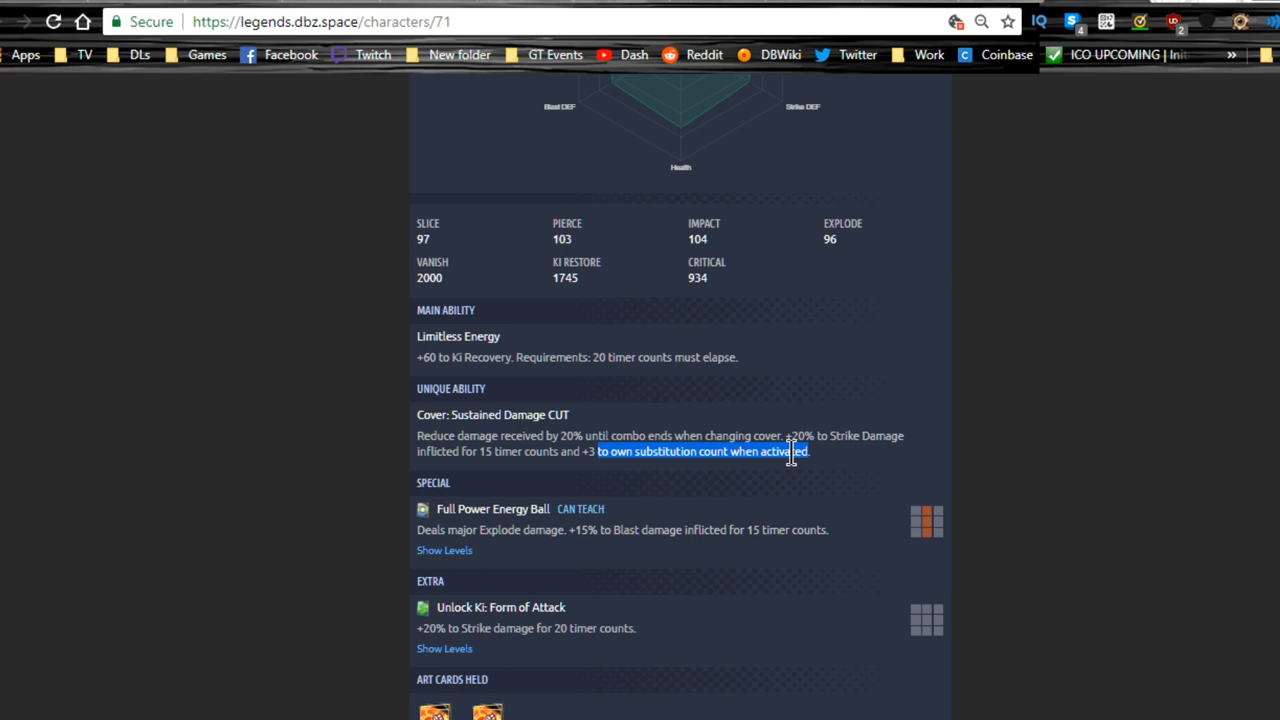 Secure https://legends.dbz.space/characters/71 IQ 4 2
Apps TV DLs Games Facebook Twitch New folder GT Events Dash Reddit DBWiki Twitter Work Coinbase ICO UPCOMING | Init »
Blast DEF Strike DEF
Health
SLICE PIERCE IMPACT EXPLODE
97 103 104 96
VANISH KI RESTORE CRITICAL
2000 1745 934
MAIN ABILITY
Limitless Energy
+60 to Ki Recovery. Requirements: 20 timer counts must elapse.
UNIQUE ABILITY
Cover: Sustained Damage CUT
Reduce damage received by 20% until combo ends when changing cover. +20% to Strike Damage
inflicted for 15 timer counts and +3 to own substitution count when activated.
SPECIAL
Full Power Energy Ball CAN TEACH
Deals major Explode damage. +15% to Blast damage inflicted for 15 timer counts.
Show Levels
EXTRA
Unlock Ki: Form of Attack
+20% to Strike damage for 20 timer counts.
Show Levels
ART CARDS HELD